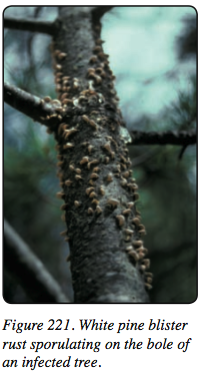 Figure 221. White pine blister
rust sporulating on the bole of
an infected tree.